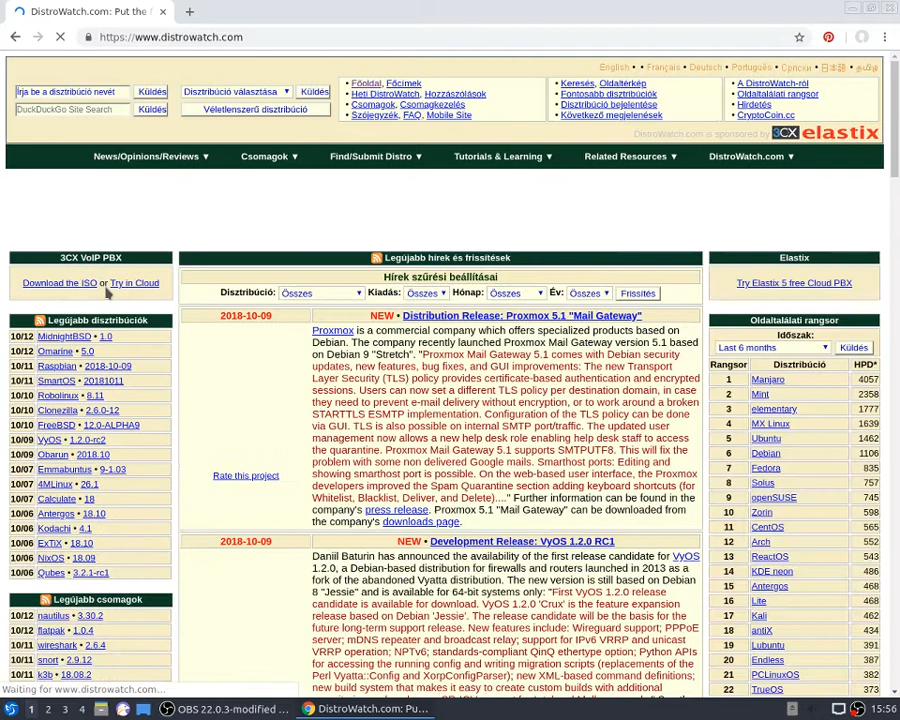 DistroWatch.com: Put the f
https://www.distrowatch.com
English • • Français • Deutsch • Português • Српски • 日本語 • தமிழ்
Írja be a disztribúció nevét Küldés Disztribúció választása Küldés
DuckDuckGo Site Search Küldés Véletlenszerű disztribúció
Főoldal, Főcímek
Heti DistroWatch, Hozzászólások
Csomagok, Csomagkezelés
Szójegyzék, FAQ, Mobile Site
Keresés, Oldaltérkép
Fontosabb disztribúciók
Disztribúció bejelentése
Következő megjelenések
A DistroWatch-ról
Oldaltalálati rangsor
Hirdetés
CryptoCoin.cc
DistroWatch.com is sponsored by 3CX elastix
News/Opinions/Reviews ▼ Csomagok ▼ Find/Submit Distro ▼ Tutorials & Learning ▼ Related Resources ▼ DistroWatch.com ▼
3CX VoIP PBX
Download the ISO or Try in Cloud
Legújabb disztribúciók
10/12 MidnightBSD • 1.0
10/12 Omarine • 5.0
10/11 Raspbian • 2018-10-09
10/11 SmartOS • 20181011
10/10 Robolinux • 8.11
10/10 Clonezilla • 2.6.0-12
10/10 FreeBSD • 12.0-ALPHA9
10/09 VyOS • 1.2.0-rc2
10/09 Obarun • 2018.10
10/07 Emmabuntus • 9-1.03
10/07 4MLinux • 26.1
10/07 Calculate • 18
10/06 Antergos • 18.10
10/06 Kodachi • 4.1
10/06 ExTiX • 18.10
10/06 NixOS • 18.09
10/06 Qubes • 3.2.1-rc1
Legújabb csomagok
10/12 nautilus • 3.30.2
10/12 flatpak • 1.0.4
10/11 wireshark • 2.6.4
10/11 snort • 2.9.12
10/11 k3b • 18.08.2
Legújabb hírek és frissítések
Hírek szűrési beállításai
Disztribúció: Összes Kiadás: Összes Hónap: Összes Év: Összes Frissítés
2018-10-09 NEW • Distribution Release: Proxmox 5.1 "Mail Gateway"
Rate this project
Proxmox is a commercial company which offers specialized products based on
Debian. The company recently launched Proxmox Mail Gateway version 5.1 based
on Debian 9 "Stretch". "Proxmox Mail Gateway 5.1 comes with Debian security
updates, new features, bug fixes, and GUI improvements: The new Transport
Layer Security (TLS) policy provides certificate-based authentication and encrypted
sessions. Users can now set a different TLS policy per destination domain, in case
they need to prevent e-mail delivery without encryption, or to work around a broken
STARTTLS ESMTP implementation. Configuration of the TLS policy can be done
via GUI. TLS is also possible on internal SMTP port/traffic. The updated user
management now allows a new help desk role enabling help desk staff to access
the quarantine. Proxmox Mail Gateway 5.1 supports SMTPUTF8. This will fix the
problem with some non delivered Google mails. Smarthost ports: Editing and
showing smarthost port is possible. On the web-based user interface, the Proxmox
developers improved the Spam Quarantine section adding keyboard shortcuts (for
Whitelist, Blacklist, Deliver, and Delete)...." Further information can be found in the
company's press release. Proxmox 5.1 "Mail Gateway" can be downloaded from
the company's downloads page.
2018-10-09 NEW • Development Release: VyOS 1.2.0 RC1
Daniil Baturin has announced the availability of the first release candidate for VyOS
1.2.0, a Debian-based distribution for firewalls and routers launched in 2013 as a
fork of the abandoned Vyatta distribution. The new version is still based on Debian
8 "Jessie" and is available for 64-bit systems only: "First VyOS 1.2.0 release
candidate is available for download. VyOS 1.2.0 'Crux' is the feature expansion
release based on Debian 'Jessie'. The release candidate will be the basis for the
future long-term support release. New features include: Wireguard support; PPPoE
server; mDNS repeater and broadcast relay; support for IPv6 VRRP and unicast
VRRP operation; NPTv6; standards-compliant QinQ ethertype option; Python APIs
for accessing the running config and writing migration scripts (replacements of the
Perl Vyatta::Config and XorpConfigParser); new XML-based command definitions;
new build system that makes it easy to create custom builds with additional
Elastix
Try Elastix 5 free Cloud PBX
Oldaltalálati rangsor
Időszak:
Last 6 months Küldés
Rangsor Disztribúció HPD*
1 Manjaro 4057
2 Mint 2358
3 elementary 1777
4 MX Linux 1639
5 Ubuntu 1462
6 Debian 1106
7 Fedora 835
8 Solus 757
9 openSUSE 745
10 Zorin 598
11 CentOS 565
12 Arch 552
13 ReactOS 543
14 KDE neon 486
15 Antergos 468
16 Lite 468
17 Kali 462
18 antiX 434
19 Lubuntu 338
20 Endless 337
21 PCLinuxOS 338
22 TrueOS 373
Waiting for www.distrowatch.com...
1 2 3 4 OBS 22.0.3-modified ... DistroWatch.com: Pu... 15:56